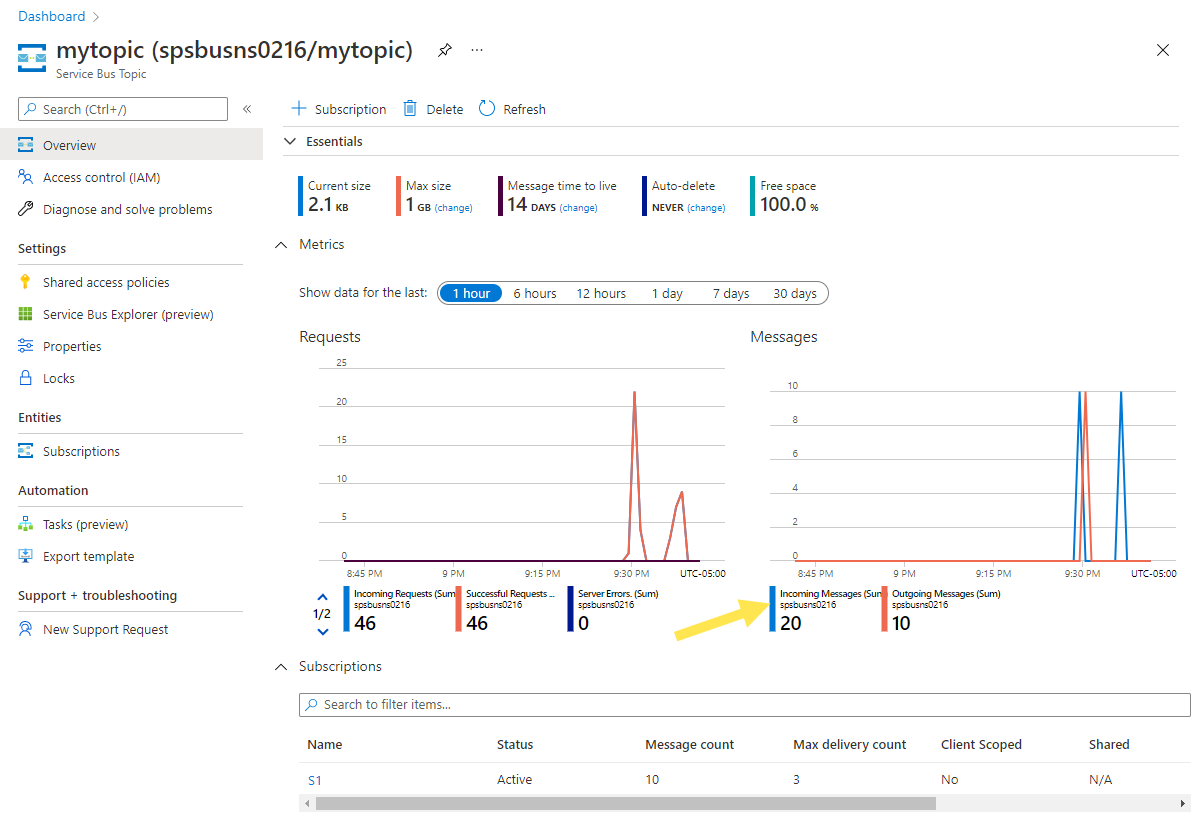 Dashboard
mytopic (spsbusns0216/mytopic)
Service Bus Topic
Search (Ctrl+/)
Overview
Access control (IAM)
Diagnose and solve problems
Settings
Shared access policies
Service Bus Explorer (preview)
Properties
Locks
Entities
Subscriptions
Automation
Tasks (preview)
Export template
Support + troubleshooting
New Support Request
Subscription Delete Refresh
Essentials
Current size
2.1 KB
Max size
1 GB (change)
Message time to live
14 DAYS (change)
Auto-delete
NEVER (change)
Free space
100.0 %
Metrics
Show data for the last: 1 hour 6 hours 12 hours 1 day 7 days 30 days
Requests
25
20
15
10
5
0
8:45 PM 9 PM 9:15 PM 9:30 PM UTC-05:00
1/2
Incoming Requests (Sum)
spsbusns0216
46
Successful Requests ...
spsbusns0216
46
Server Errors. (Sum)
spsbusns0216
0
Messages
10
8
6
4
2
0
8:45 PM 9 PM 9:15 PM 9:30 PM UTC-05:00
Incoming Messages (Sum
spsbusns0216
20
Outgoing Messages (Sum)
spsbusns0216
10
Subscriptions
Search to filter items...
Name Status Message count Max delivery count Client Scoped Shared
S1 Active 10 3 No N/A